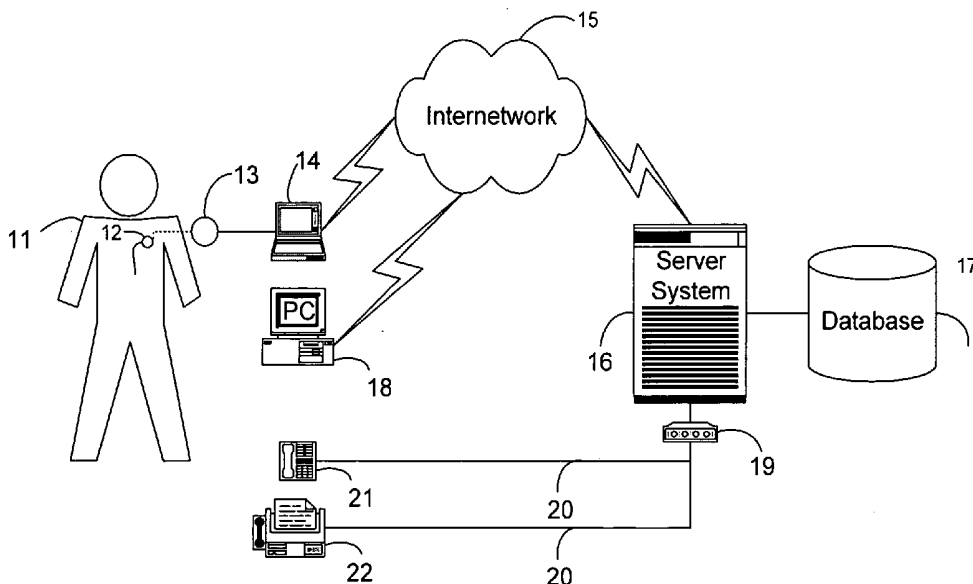 15
Internetwork
13
14
11
12
17
Server
System
Database
16
PC
18
19
21
20
22
20